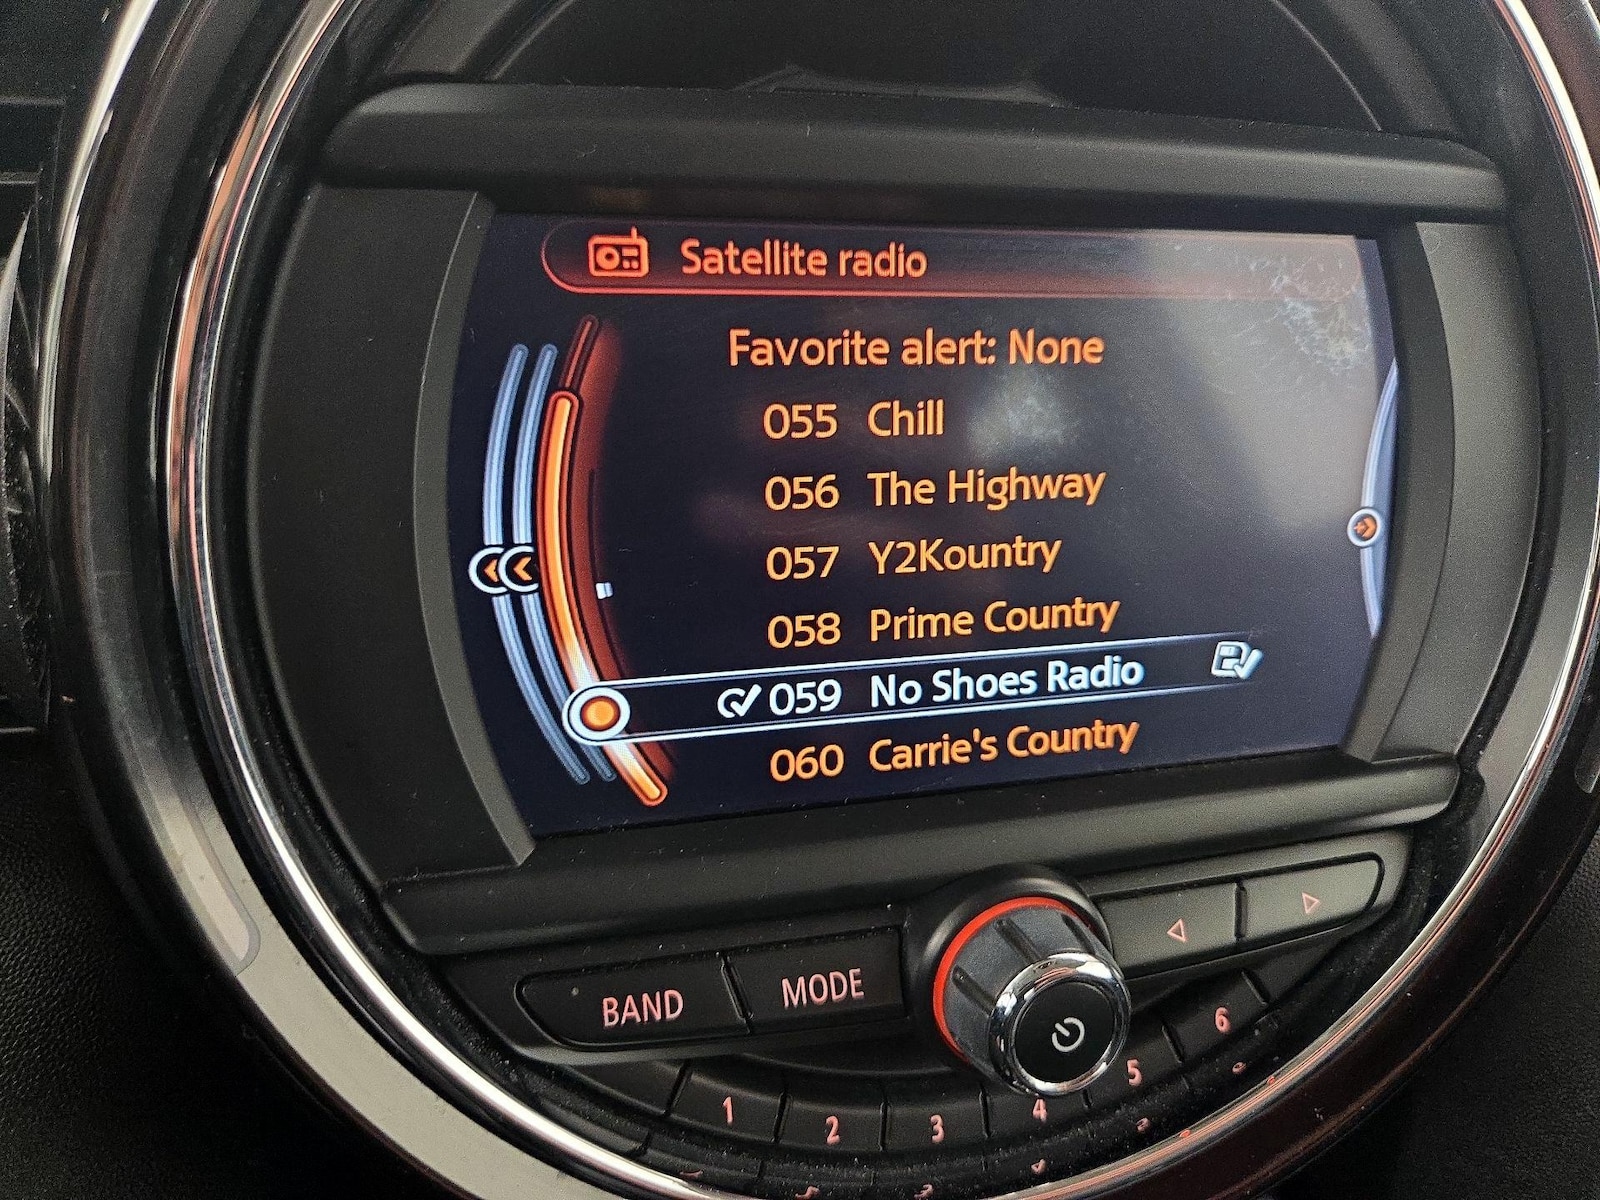 Satellite radio
Favorite alert: None
055 Chill
056 The Highway
057 Y2Kountry
058 Prime Country
059 No Shoes Radio
060 Carrie's Country
BAND MODE
1 2 3 4 5 6